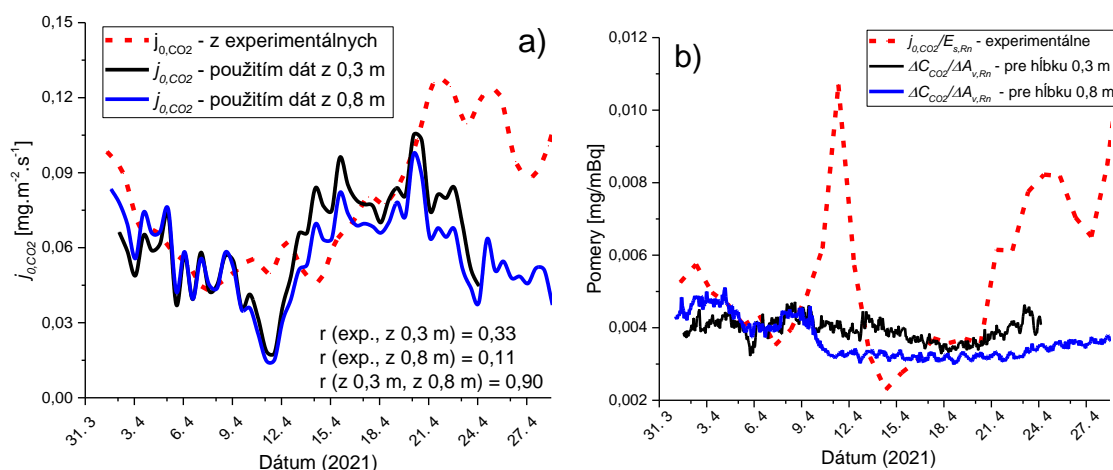 a)
j0,CO2 - z experimentálnych
j0,CO2 - použitím dát z 0,3 m
j0,CO2 - použitím dát z 0,8 m
0,15
0,12
0,09
0,06
0,03
0,00
j0,CO2 [mg.m-2.s-1]
r (exp., z 0,3 m) = 0,33
r (exp., z 0,8 m) = 0,11
r (z 0,3 m, z 0,8 m) = 0,90
31.3
3.4
6.4
9.4
12.4
15.4
18.4
21.4
24.4
27.4
Dátum (2021)
b)
j0,CO2/Es,Rn - experimentálne
ΔCCO2/ΔAv,Rn - pre hĺbku 0,3 m
ΔCCO2/ΔAv,Rn - pre hĺbku 0,8 m
0,012
0,010
0,008
0,006
0,004
0,002
Pomery [mg/mBq]
31.3
3.4
6.4
9.4
12.4
15.4
18.4
21.4
24.4
27.4
Dátum (2021)